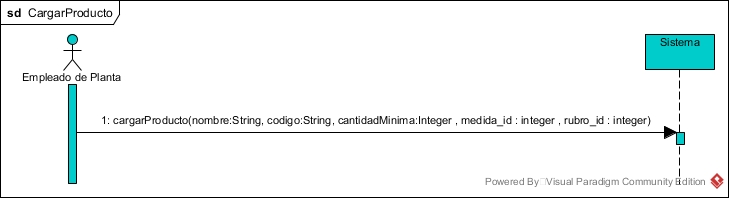 sd CargarProducto
Sistema
Empleado de Planta
1: cargarProducto(nombre:String, codigo:String, cantidadMinima:Integer , medida_id : integer , rubro_id : integer)
Powered By Visual Paradigm Community Edition